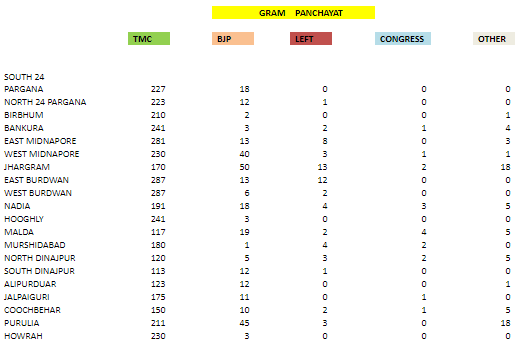 GRAM PANCHAYAT
TMC BJP LEFT CONGRESS OTHER
SOUTH 24
PARGANA 227 18 0 0 0
NORTH 24 PARGANA 223 12 1 0 0
BIRBHUM 210 2 0 0 1
BANKURA 241 3 2 1 4
EAST MIDNAPORE 281 13 8 0 3
WEST MIDNAPORE 230 40 3 1 1
JHARGRAM 170 50 13 2 18
EAST BURDWAN 287 13 12 0 0
WEST BURDWAN 287 6 2 0 0
NADIA 191 18 4 3 5
HOOGHLY 241 3 0 0 0
MALDA 117 19 2 4 5
MURSHIDABAD 180 1 4 2 0
NORTH DINAJPUR 120 5 3 2 5
SOUTH DINAJPUR 113 12 1 0 0
ALIPURDUAR 123 12 0 0 1
JALPAIGURI 175 11 0 1 0
COOCHBEHAR 150 10 2 1 5
PURULIA 211 45 3 0 18
HOWRAH 230 3 0 0 0